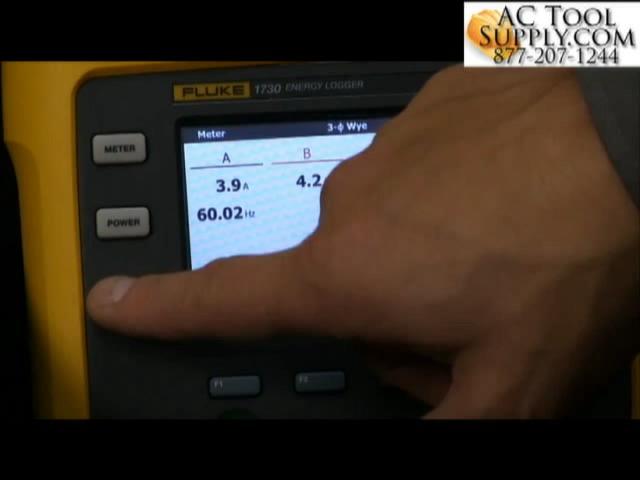 AC TOOL
SUPPLY.COM
877-207-1244
FLUKE 1730 ENERGY LOGGER
METER
Meter 3-ϕ Wye
A B
3.9 A 4.2
POWER
60.02 Hz
F1 F2